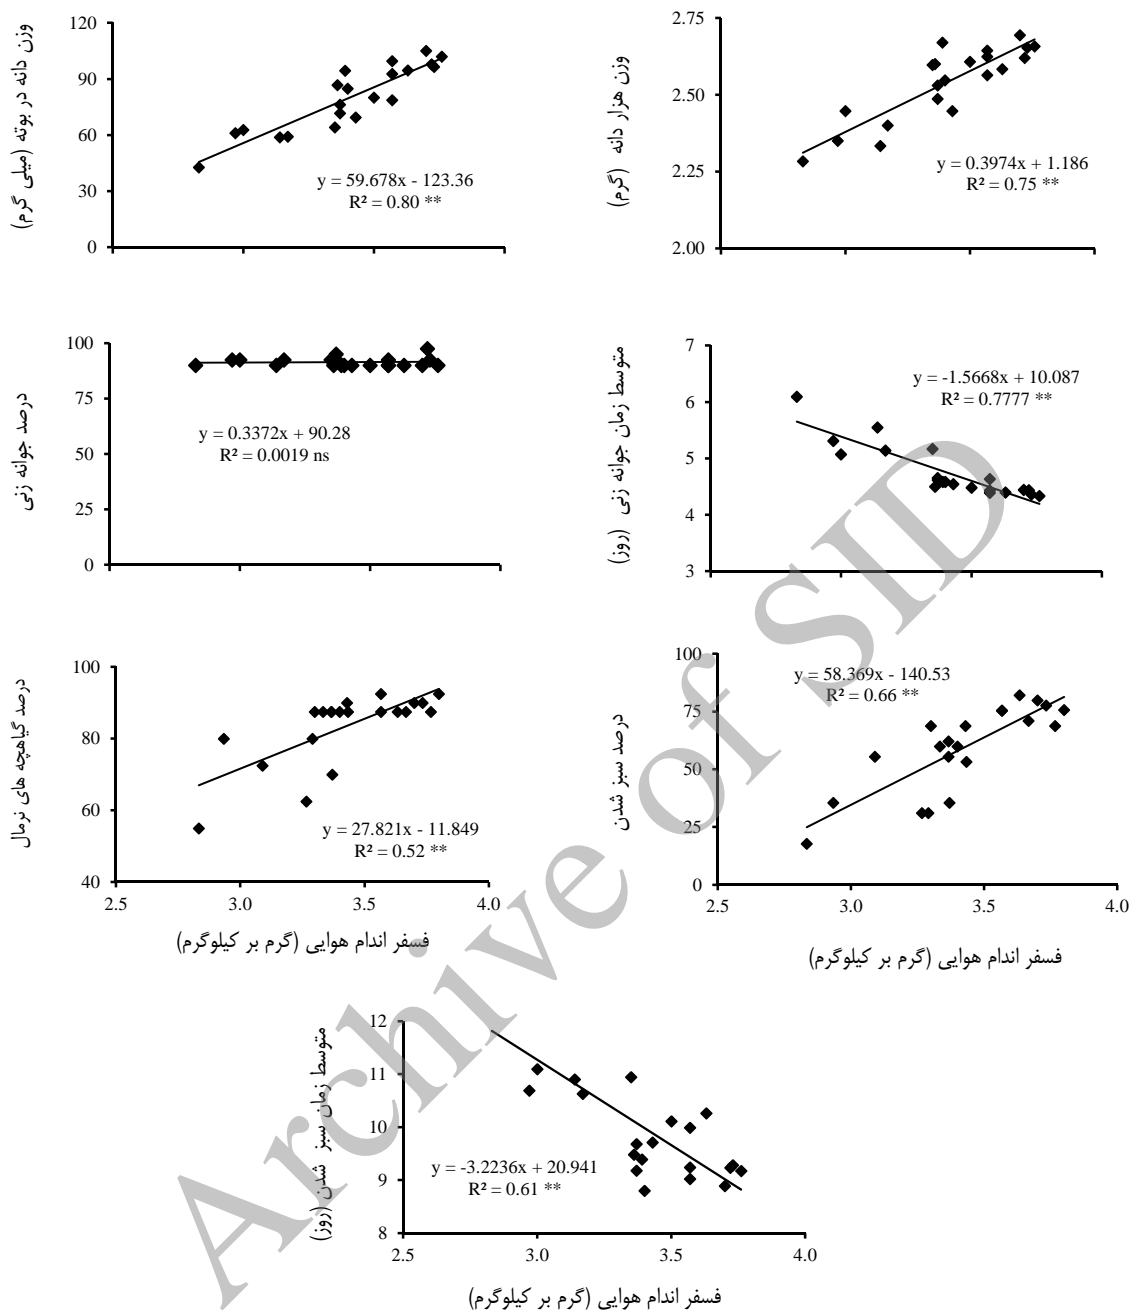 وزن دانه در بوته (میلی گرم)
120
90
60
30
0
y = 59.678x - 123.36
R² = 0.80 **
وزن هزار دانه (گرم)
2.75
2.50
2.25
2.00
y = 0.3974x + 1.186
R² = 0.75 **
درصد جوانه زنی
100
75
50
25
0
y = 0.3372x + 90.28
R² = 0.0019 ns
متوسط زمان جوانه زنی (روز)
7
6
5
4
3
y = -1.5668x + 10.087
R² = 0.7777 **
درصد گیاهچه های نرمال
100
80
60
40
y = 27.821x - 11.849
R² = 0.52 **
2.5 3.0 3.5 4.0
فسفر اندام هوایی (گرم بر کیلوگرم)
درصد سبز شدن
100
75
50
25
0
y = 58.369x - 140.53
R² = 0.66 **
2.5 3.0 3.5 4.0
فسفر اندام هوایی (گرم بر کیلوگرم)
متوسط زمان سبز شدن (روز)
12
11
10
9
8
y = -3.2236x + 20.941
R² = 0.61 **
2.5 3.0 3.5 4.0
فسفر اندام هوایی (گرم بر کیلوگرم)
Archive of SID